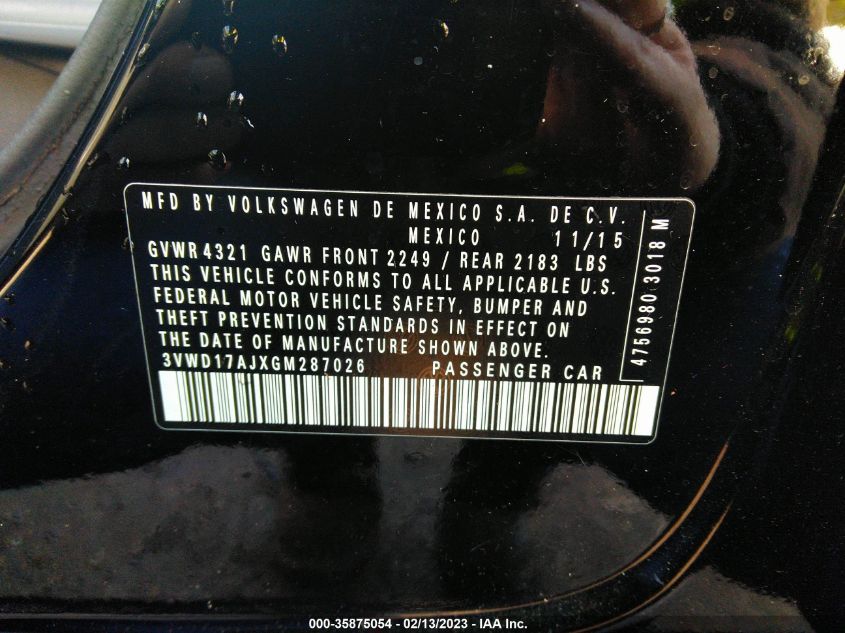 MFD BY VOLKSWAGEN DE MEXICO S.A. DE C.V.
MEXICO 11/15
GVWR 4321 GAWR FRONT 2249 / REAR 2183 LBS
THIS VEHICLE CONFORMS TO ALL APPLICABLE U.S.
FEDERAL MOTOR VEHICLE SAFETY, BUMPER AND
THEFT PREVENTION STANDARDS IN EFFECT ON
THE DATE OF MANUFACTURE SHOWN ABOVE.
3VWD17AJXGM287026 PASSENGER CAR
4756980 3018 M
000-35875054 - 02/13/2023 - IAA Inc.